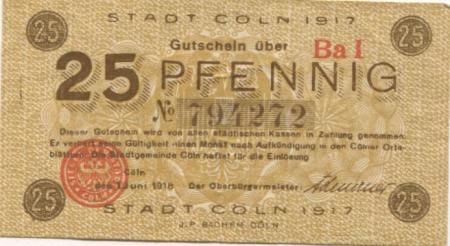 STADT CÖLN 1917
25 25
Gutschein über Ba I
25 PFENNIG
№ 794272
Dieser Gutschein wird von allen städtischen Kassen in Zahlung genommen.
Er verliert seine Gültigkeit einen Monat nach Aufkündigung in den Cölner Orts-
blättern. Die Stadtgemeinde Cöln haftet für die Einlösung
Cöln
den 1. Juni 1918 Der Oberbürgermeister Adenauer
25 25
STADT CÖLN 1917
J.P. BACHEM CÖLN